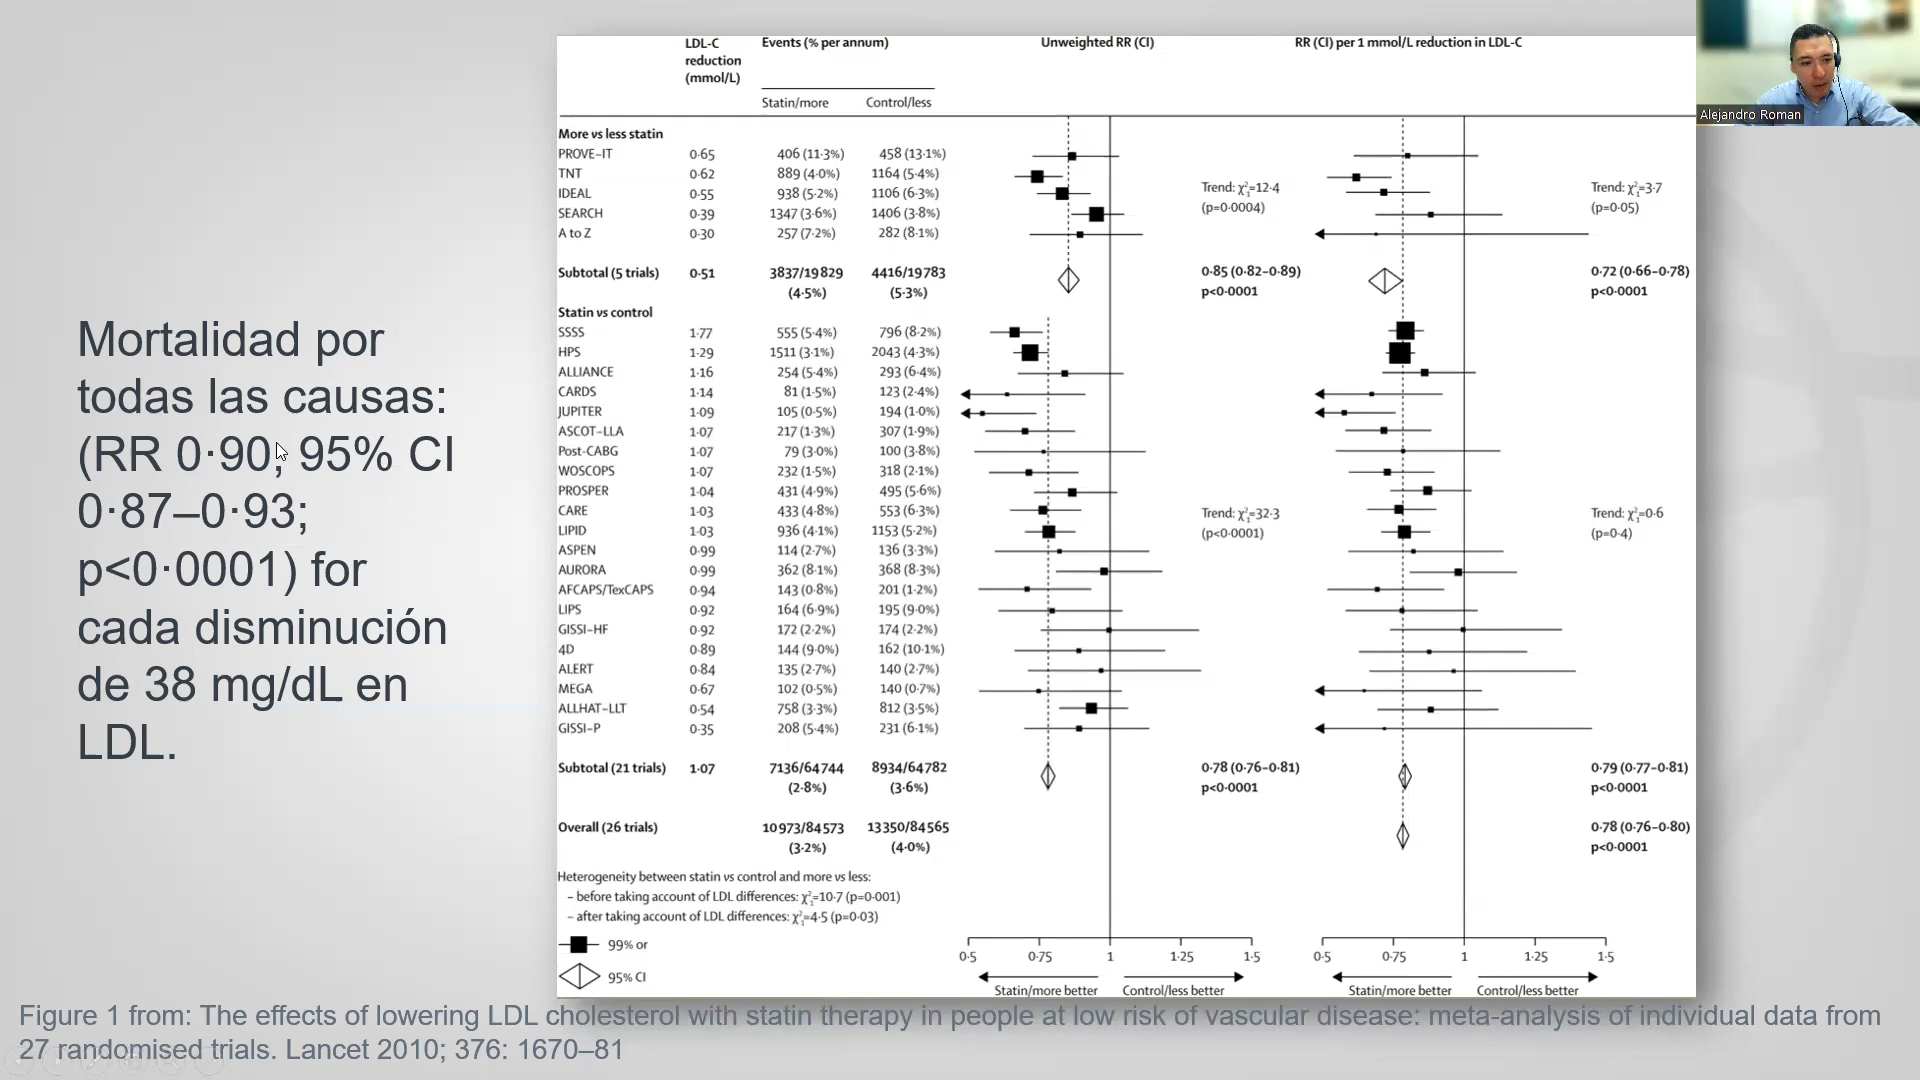 Mortalidad por
todas las causas:
(RR 0·90; 95% CI
0·87–0·93;
p<0·0001) for
cada disminución
de 38 mg/dL en
LDL.
LDL-C reduction (mmol/L) Events (% per annum) Unweighted RR (CI) RR (CI) per 1 mmol/L reduction in LDL-C
Statin/more Control/less
More vs less statin
PROVE–IT 0·65 406 (11·3%) 458 (13·1%)
TNT 0·62 889 (4·0%) 1164 (5·4%) Trend: χ²₁=12·4 Trend: χ²₁=3·7
IDEAL 0·55 938 (5·2%) 1106 (6·3%) (p=0·0004) (p=0·05)
SEARCH 0·39 1347 (3·6%) 1406 (3·8%)
A to Z 0·30 257 (7·2%) 282 (8·1%)
Subtotal (5 trials) 0·51 3837/19829 4416/19783 0·85 (0·82–0·89) 0·72 (0·66–0·78)
(4·5%) (5·3%) p<0·0001 p<0·0001
Statin vs control
SSSS 1·77 555 (5·4%) 796 (8·2%)
HPS 1·29 1511 (3·1%) 2043 (4·3%)
ALLIANCE 1·16 254 (5·4%) 293 (6·4%)
CARDS 1·14 81 (1·5%) 123 (2·4%)
JUPITER 1·09 105 (0·5%) 194 (1·0%)
ASCOT–LLA 1·07 217 (1·3%) 307 (1·9%)
Post-CABG 1·07 79 (3·0%) 100 (3·8%)
WOSCOPS 1·07 232 (1·5%) 318 (2·1%)
PROSPER 1·04 431 (4·9%) 495 (5·6%)
CARE 1·03 433 (4·8%) 553 (6·3%) Trend: χ²₁=32·3 Trend: χ²₁=0·6
LIPID 1·03 936 (4·1%) 1153 (5·2%) (p<0·0001) (p=0·4)
ASPEN 0·99 114 (2·7%) 136 (3·3%)
AURORA 0·99 362 (8·1%) 368 (8·3%)
AFCAPS/TexCAPS 0·94 143 (0·8%) 201 (1·2%)
LIPS 0·92 164 (6·9%) 195 (9·0%)
GISSI–HF 0·92 172 (2·2%) 174 (2·2%)
4D 0·89 144 (9·0%) 162 (10·1%)
ALERT 0·84 135 (2·7%) 140 (2·7%)
MEGA 0·67 102 (0·5%) 140 (0·7%)
ALLHAT–LLT 0·54 758 (3·3%) 812 (3·5%)
GISSI–P 0·35 208 (5·4%) 231 (6·1%)
Subtotal (21 trials) 1·07 7136/64744 8934/64782 0·78 (0·76–0·81) 0·79 (0·77–0·81)
(2·8%) (3·6%) p<0·0001 p<0·0001
Overall (26 trials) 10973/84573 13350/84565 0·78 (0·76–0·80)
(3·2%) (4·0%) p<0·0001
Heterogeneity between statin vs control and more vs less:
– before taking account of LDL differences: χ²₁=10·7 (p=0·001)
– after taking account of LDL differences: χ²₁=4·5 (p=0·03)
99% or
95% CI
0·5 0·75 1 1·25 1·5 0·5 0·75 1 1·25 1·5
Statin/more better Control/less better Statin/more better Control/less better
Alejandro Roman
Figure 1 from: The effects of lowering LDL cholesterol with statin therapy in people at low risk of vascular disease: meta-analysis of individual data from
27 randomised trials. Lancet 2010; 376: 1670–81